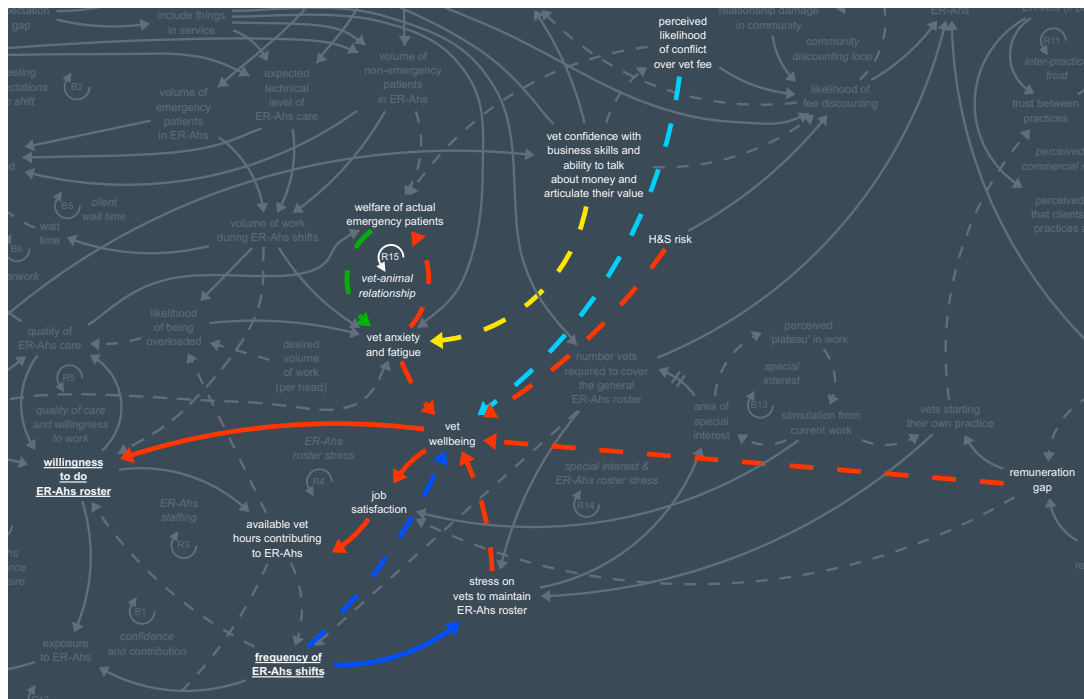 ectation
gap
include things
in service
perceived
likelihood
of conflict
over vet fee
relationship damage
in community
ER-Ahs
community
discounting loop
R11
inter-practice
trust
B2
on shift
volume of
emergency
patients
in ER-Ahs
expected
technical
level of
ER-Ahs care
volume of
non-emergency
patients
in ER-Ahs
likelihood of
fee discounting
trust between
practices
perceived
commercial
vet confidence with
business skills and
ability to talk
about money and
articulate their value
perceived
that clients
practices
B5
client
wait time
wait
time
B6
volume of work
during ER-Ahs shifts
welfare of actual
emergency patients
R15
vet-animal
relationship
H&S risk
quality of
ER-Ahs care
likelihood
of being
overloaded
desired
volume
of work
(per head)
vet anxiety
and fatigue
number vets
required to cover
the general
ER-Ahs roster
perceived
'plateau' in work
R5
quality of care
and willingness
to work
special
interest
B13
area of
special
interest
stimulation from
current work
vets starting
their own practice
vet
wellbeing
willingness
to do
ER-Ahs roster
ER-Ahs
roster stress
R4
special interest &
ER-Ahs roster stress
R14
remuneration
gap
job
satisfaction
ER-Ahs
staffing
R3
available vet
hours contributing
to ER-Ahs
stress on
vets to maintain
ER-Ahs roster
B1
confidence
and contribution
exposure
to ER-Ahs
frequency of
ER-Ahs shifts